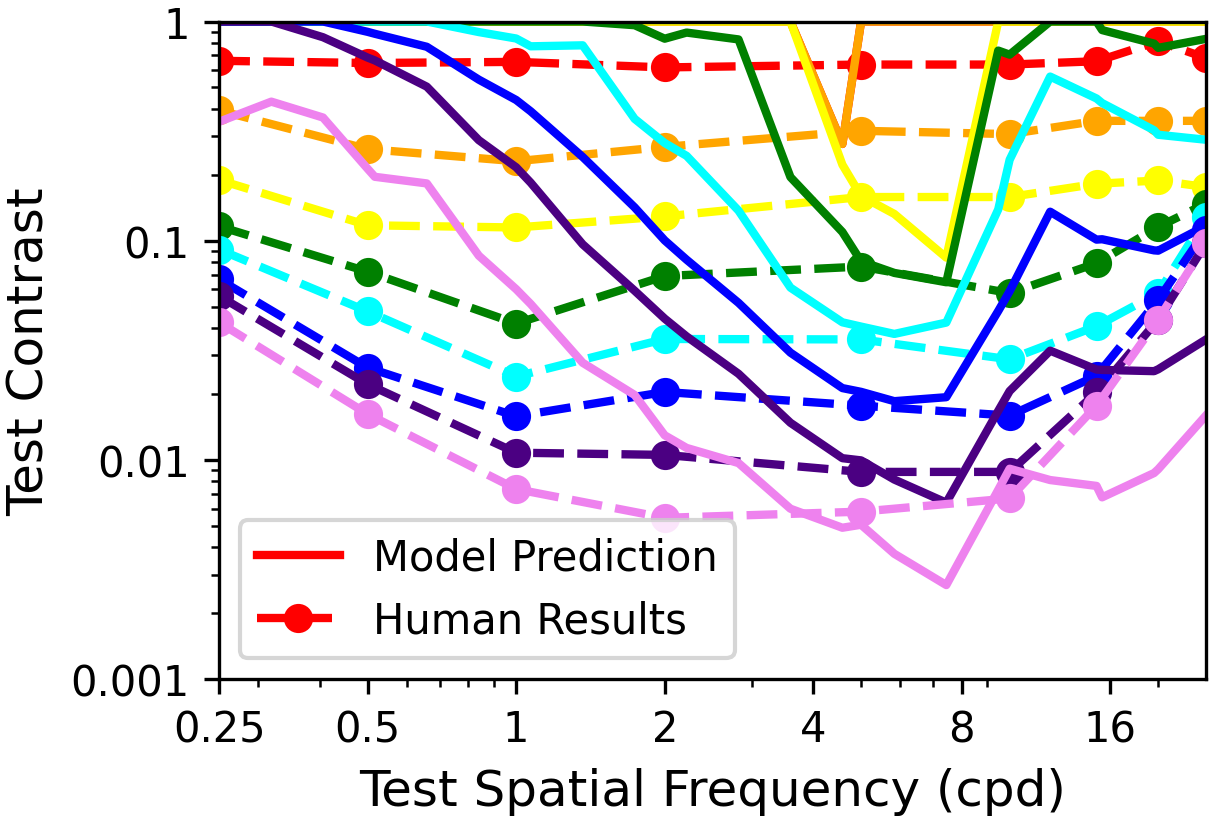 1
0.1
0.01
0.001
Test Contrast
Model Prediction
Human Results
0.25 0.5 1 2 4 8 16
Test Spatial Frequency (cpd)